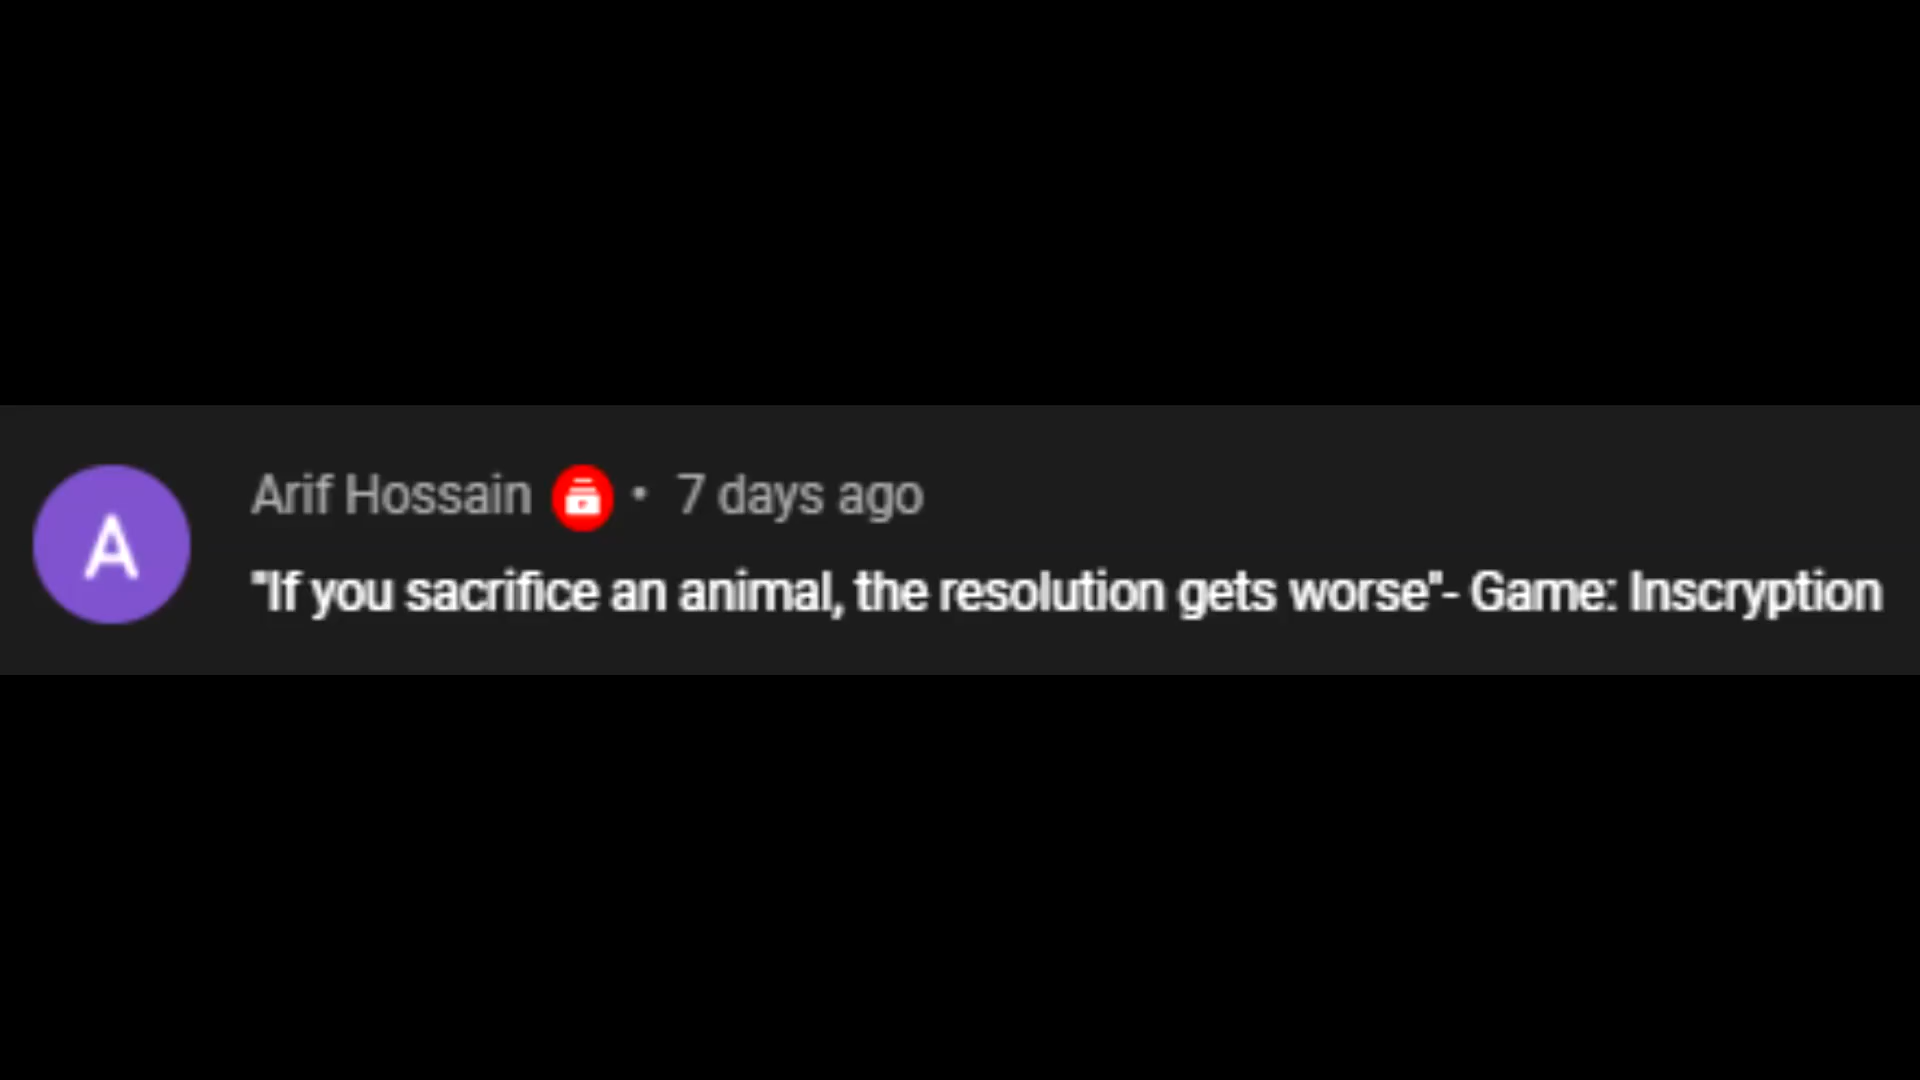 A
Arif Hossain • 7 days ago
"If you sacrifice an animal, the resolution gets worse"- Game: Inscryption